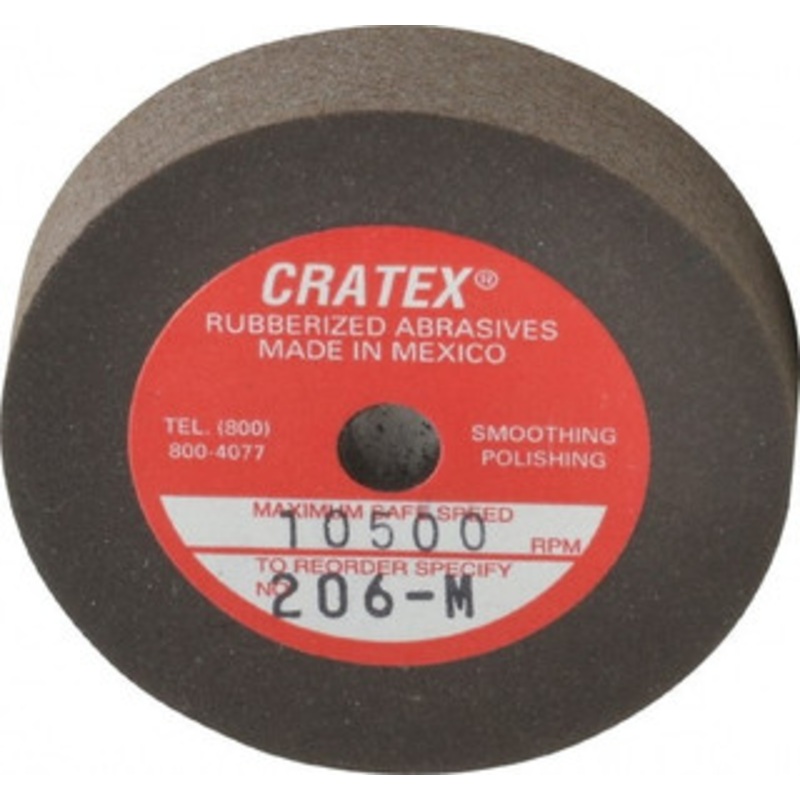 CRATEX®
RUBBERIZED ABRASIVES
MADE IN MEXICO
TEL. (800)
800-4077
SMOOTHING
POLISHING
MAXIMUM SAFE SPEED
10500 RPM
TO REORDER SPECIFY
NO. 206-M